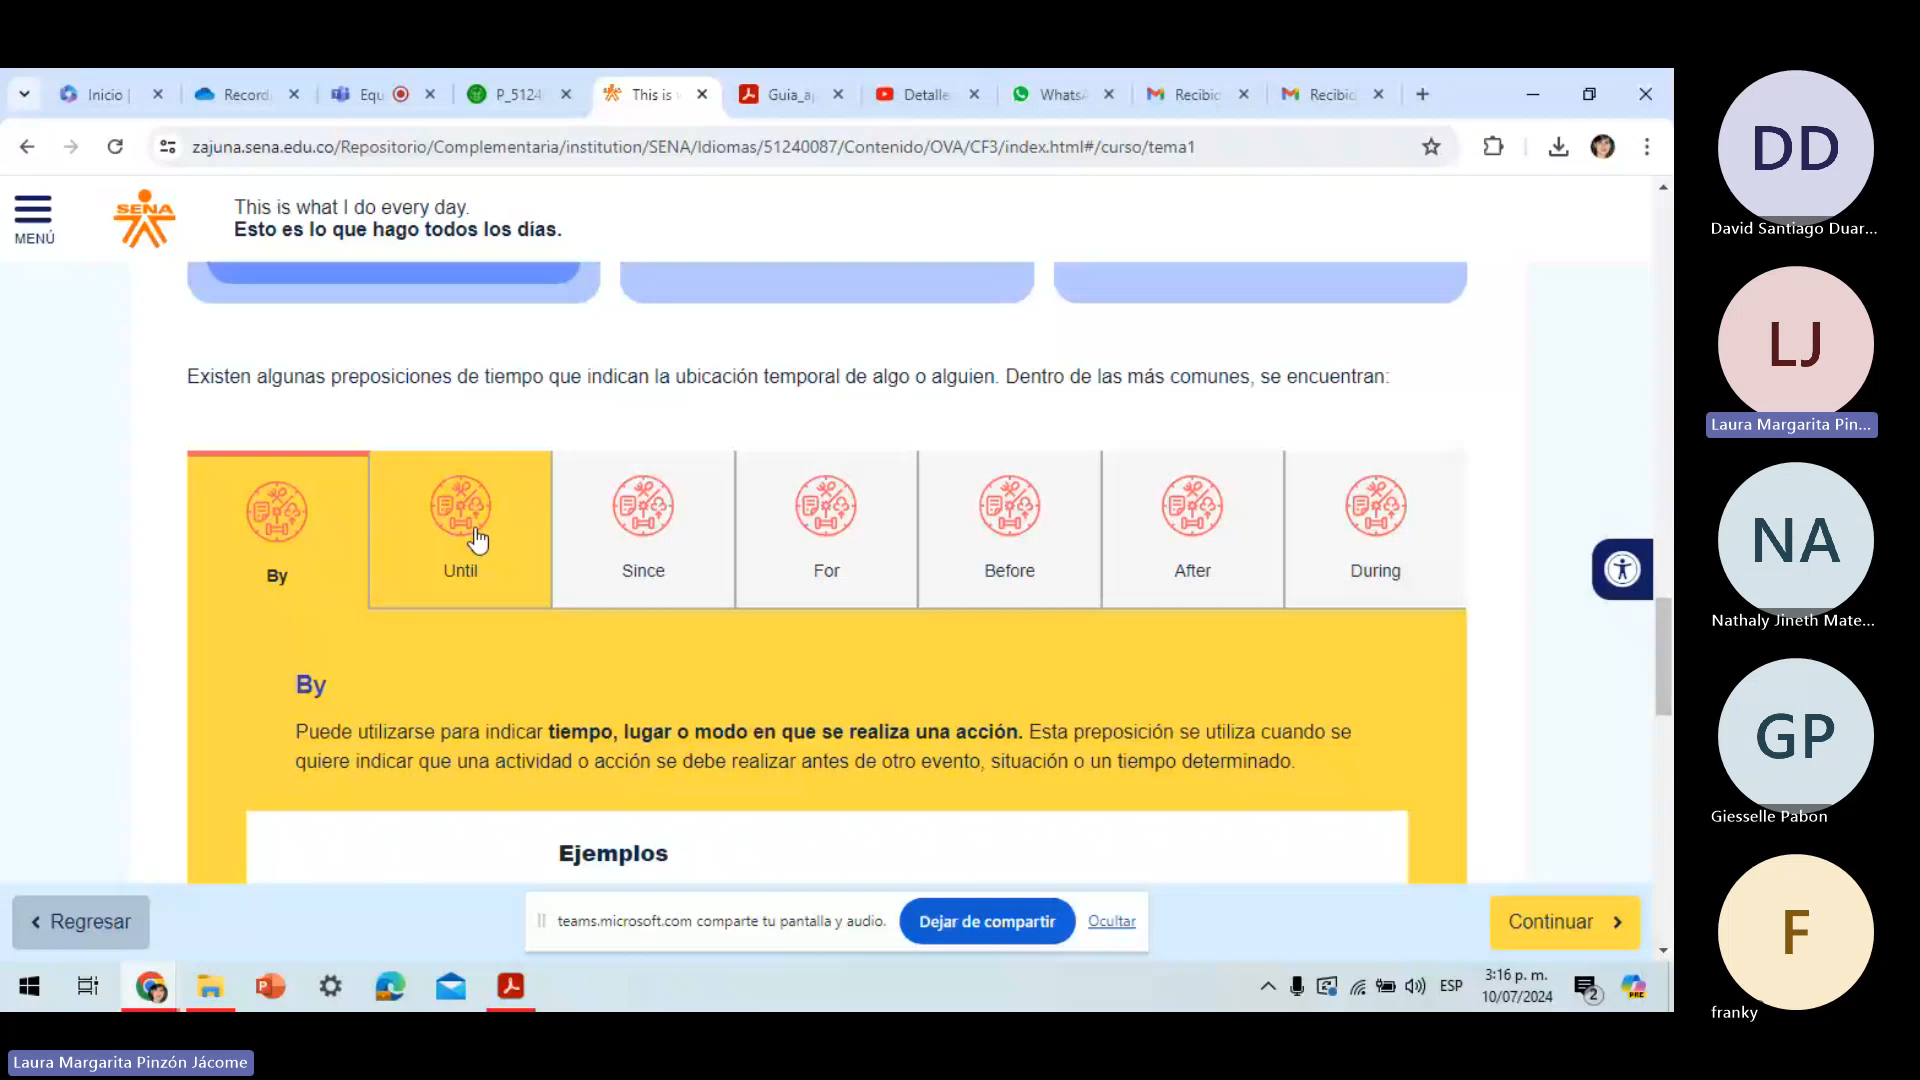 Inicio |
Record
Equ
P_5124
This is
Guia_a
Detalle
Whats
Recibi
Recibi
zajuna.sena.edu.co/Repositorio/Complementaria/institution/SENA/Idiomas/51240087/Contenido/OVA/CF3/index.html#/curso/tema1
MENÚ
SENA
This is what I do every day.
Esto es lo que hago todos los días.
Existen algunas preposiciones de tiempo que indican la ubicación temporal de algo o alguien. Dentro de las más comunes, se encuentran:
By
Until
Since
For
Before
After
During
By
Puede utilizarse para indicar tiempo, lugar o modo en que se realiza una acción. Esta preposición se utiliza cuando se
quiere indicar que una actividad o acción se debe realizar antes de otro evento, situación o un tiempo determinado.
Ejemplos
Regresar
teams.microsoft.com comparte tu pantalla y audio.
Dejar de compartir
Ocultar
Continuar
ESP
3:16 p. m.
10/07/2024
2
PRE
DD
David Santiago Duar...
LJ
Laura Margarita Pin...
NA
Nathaly Jineth Mate...
GP
Giesselle Pabon
F
franky
Laura Margarita Pinzón Jácome